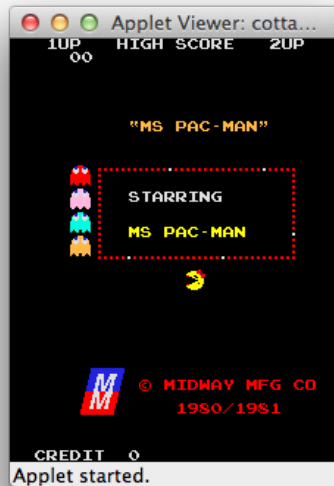 Applet Viewer: cotta...
1UP HIGH SCORE 2UP
00
"MS PAC-MAN"
STARRING
MS PAC-MAN
MM
© MIDWAY MFG CO
1980/1981
CREDIT 0
Applet started.